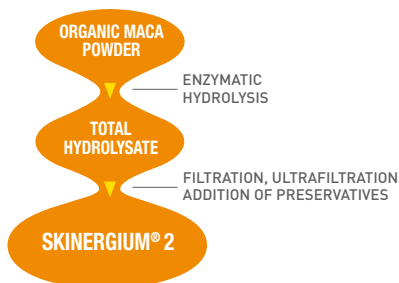 ORGANIC MACA
POWDER
ENZYMATIC
HYDROLYSIS
TOTAL
HYDROLYSATE
FILTRATION, ULTRAFILTRATION
ADDITION OF PRESERVATIVES
SKINERGIUM® 2